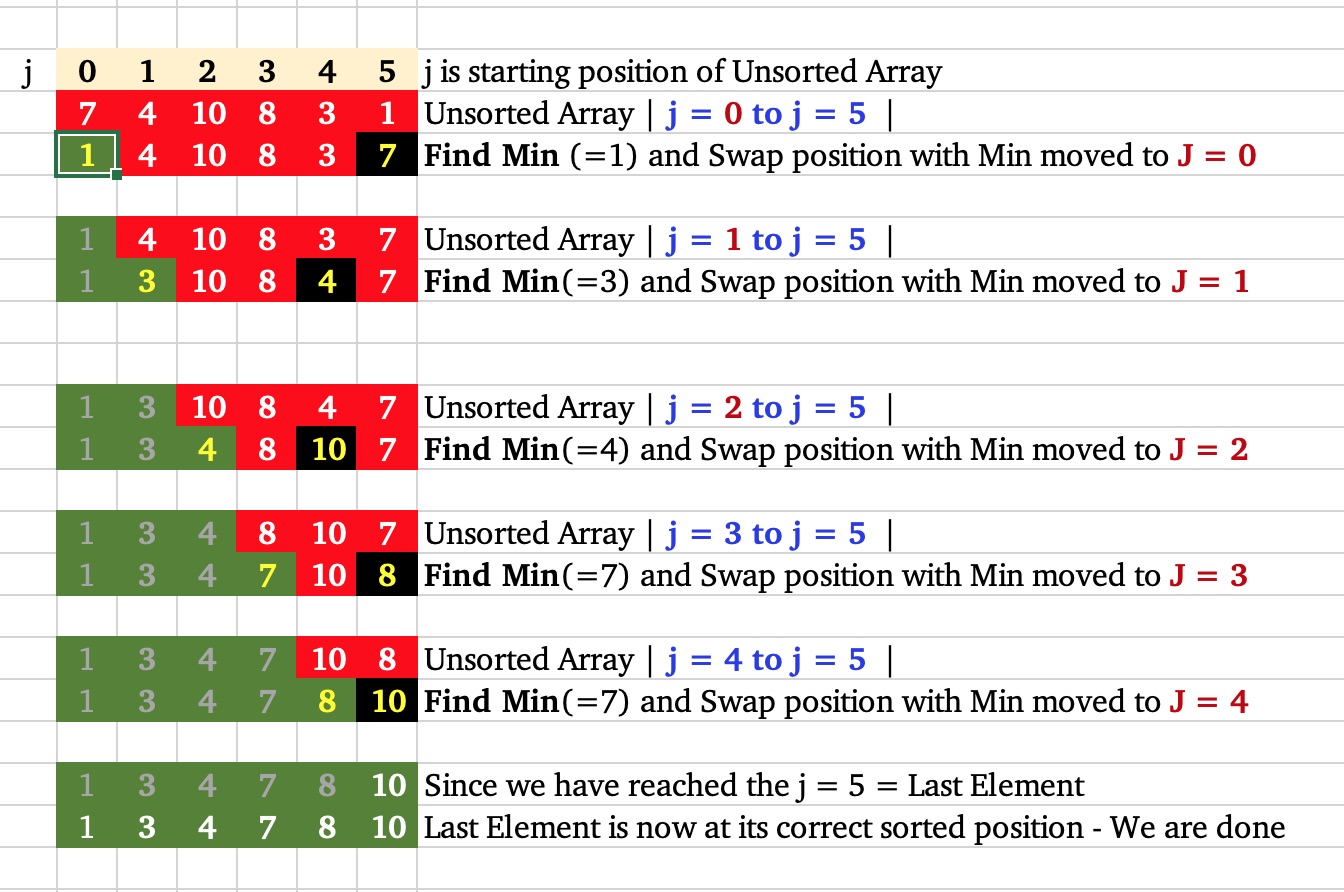 j 0 1 2 3 4 5 j is starting position of Unsorted Array
7 4 10 8 3 1 Unsorted Array | j = 0 to j = 5 |
1 4 10 8 3 7 Find Min (=1) and Swap position with Min moved to J = 0
1 4 10 8 3 7 Unsorted Array | j = 1 to j = 5 |
1 3 10 8 4 7 Find Min(=3) and Swap position with Min moved to J = 1
1 3 10 8 4 7 Unsorted Array | j = 2 to j = 5 |
1 3 4 8 10 7 Find Min(=4) and Swap position with Min moved to J = 2
1 3 4 8 10 7 Unsorted Array | j = 3 to j = 5 |
1 3 4 7 10 8 Find Min(=7) and Swap position with Min moved to J = 3
1 3 4 7 10 8 Unsorted Array | j = 4 to j = 5 |
1 3 4 7 8 10 Find Min(=7) and Swap position with Min moved to J = 4
1 3 4 7 8 10 Since we have reached the j = 5 = Last Element
1 3 4 7 8 10 Last Element is now at its correct sorted position - We are done